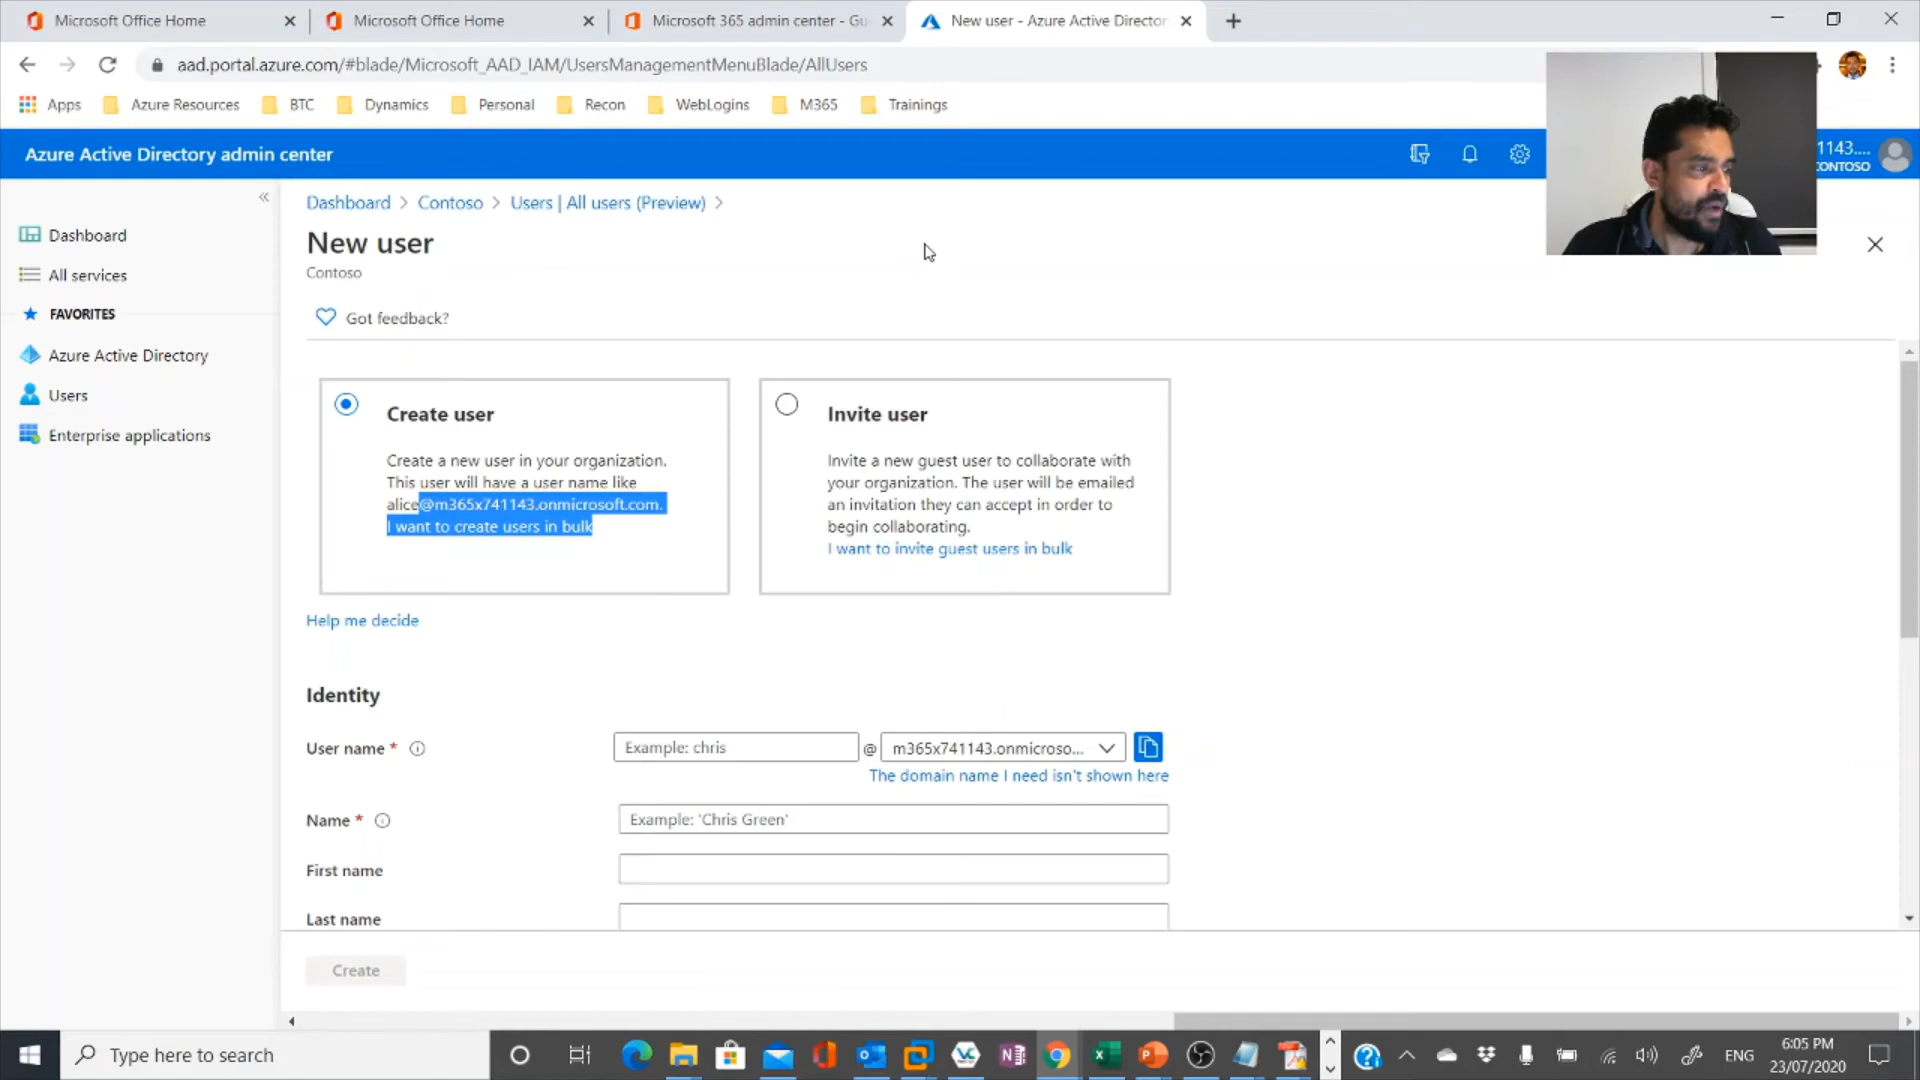 Microsoft Office Home
Microsoft Office Home
Microsoft 365 admin center - Gu
New user - Azure Active Director
aad.portal.azure.com/#blade/Microsoft_AAD_IAM/UsersManagementMenuBlade/AllUsers
Apps
Azure Resources
BTC
Dynamics
Personal
Recon
WebLogins
M365
Trainings
Azure Active Directory admin center
1143....
CONTOSO
Dashboard
All services
FAVORITES
Azure Active Directory
Users
Enterprise applications
Dashboard > Contoso > Users | All users (Preview) >
New user
Contoso
Got feedback?
Create user
Create a new user in your organization.
This user will have a user name like
alice@m365x741143.onmicrosoft.com.
I want to create users in bulk
Invite user
Invite a new guest user to collaborate with
your organization. The user will be emailed
an invitation they can accept in order to
begin collaborating.
I want to invite guest users in bulk
Help me decide
Identity
User name *
Example: chris
@
m365x741143.onmicroso...
The domain name I need isn't shown here
Name *
Example: 'Chris Green'
First name
Last name
Create
Type here to search
ENG
6:05 PM
23/07/2020